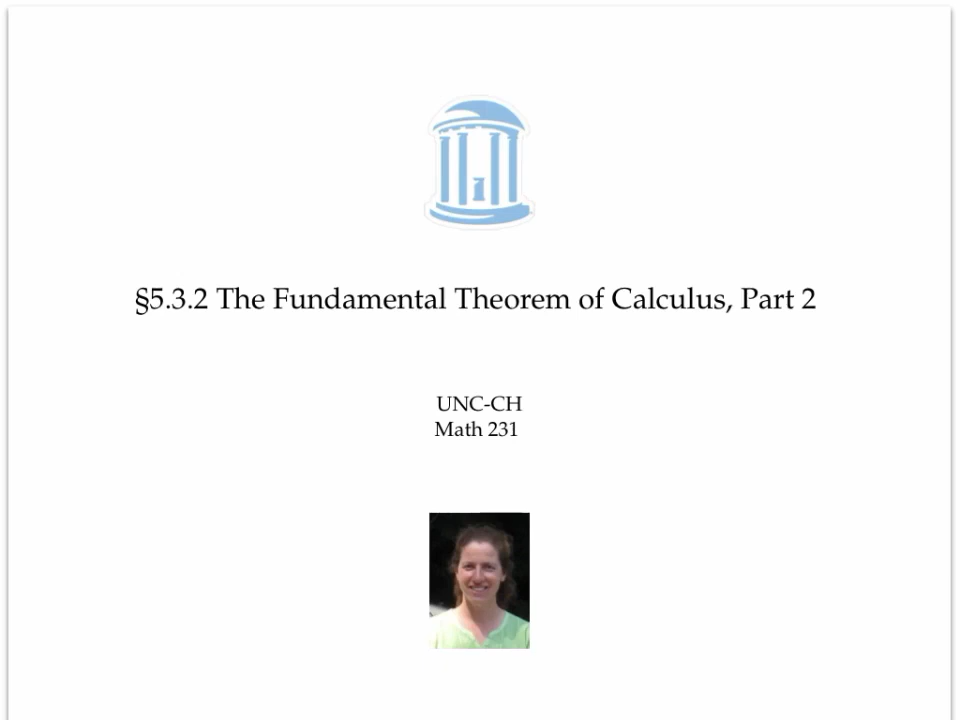 §5.3.2 The Fundamental Theorem of Calculus, Part 2
UNC-CH
Math 231